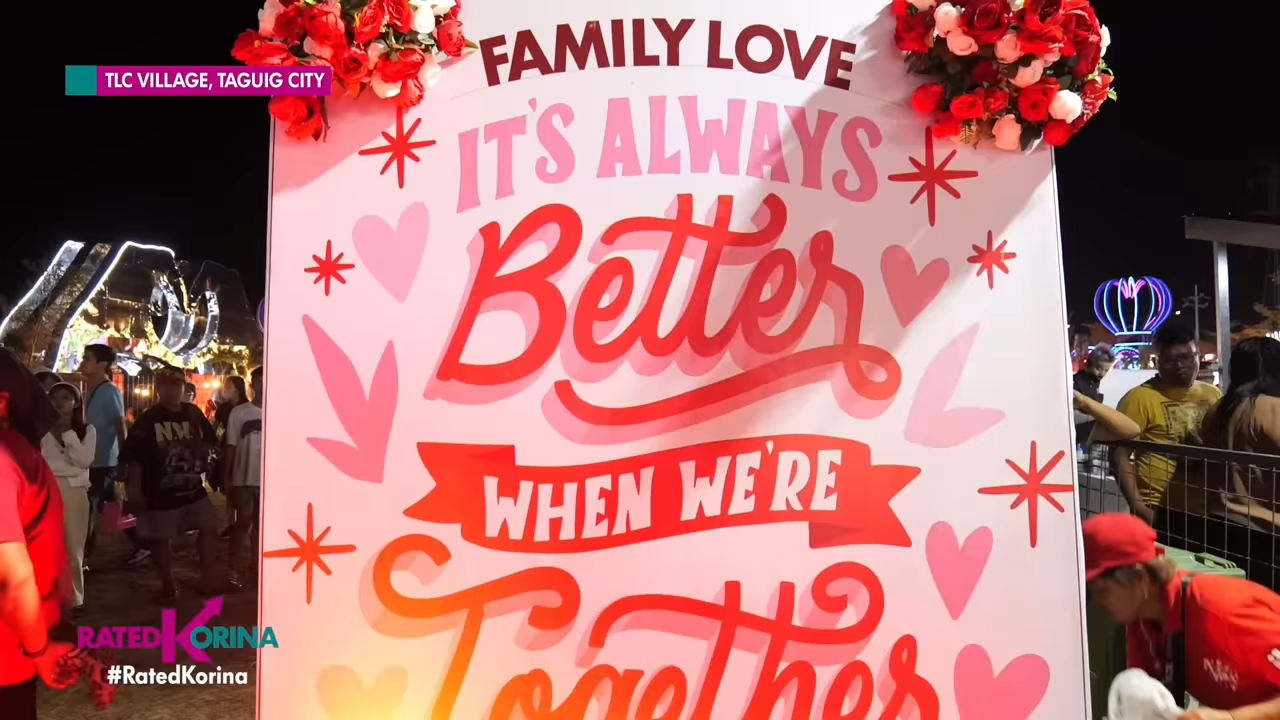 FAMILY LOVE
TLC VILLAGE, TAGUIG CITY
IT'S ALWAYS
Better
WHEN WE'RE
Together
RATED KORINA
#RatedKorina